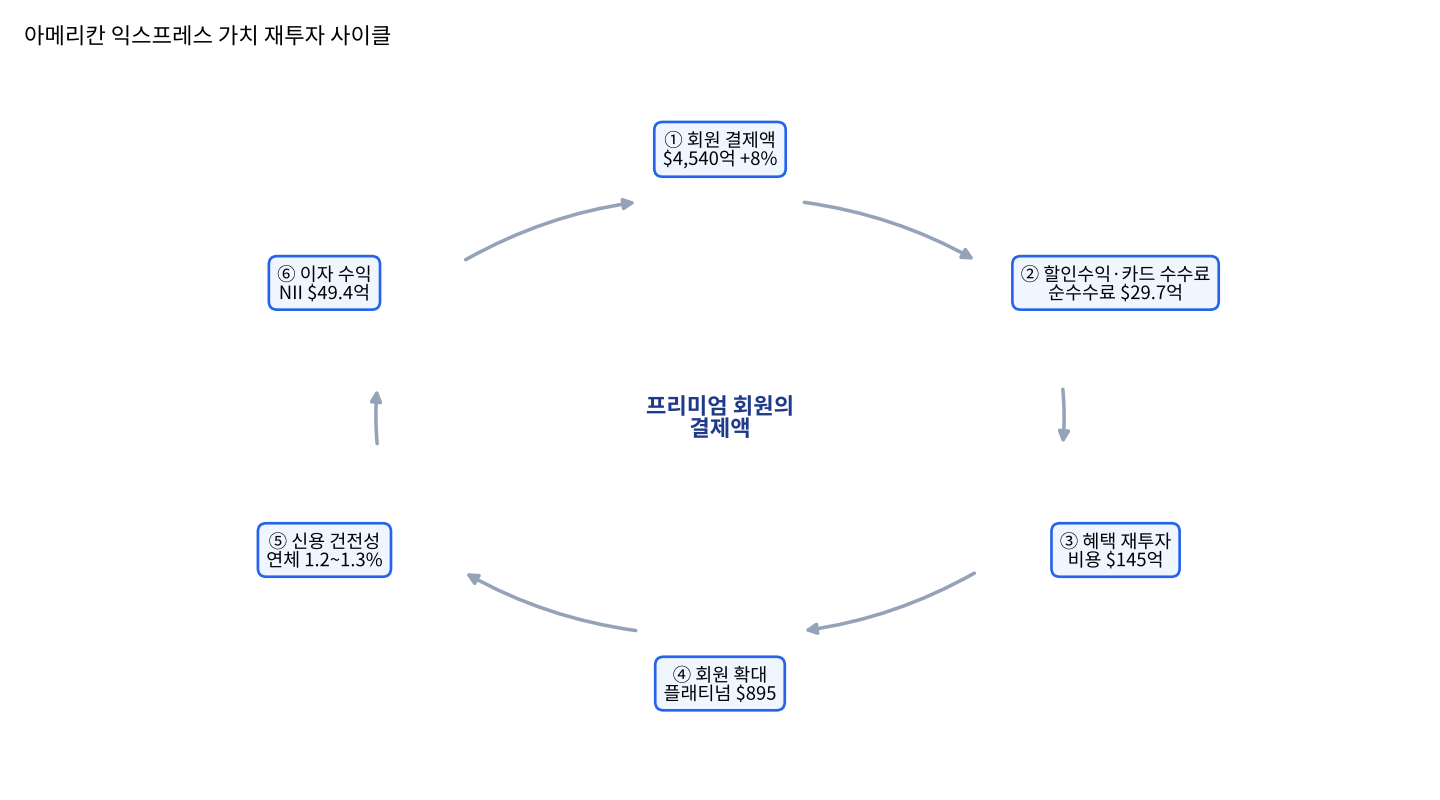 아메리칸 익스프레스 가치 재투자 사이클
① 회원 결제액
$4,540억 +8%
② 할인수익·카드 수수료
순수수료 $29.7억
③ 혜택 재투자
비용 $145억
④ 회원 확대
플래티넘 $895
⑤ 신용 건전성
연체 1.2~1.3%
⑥ 이자 수익
NII $49.4억
프리미엄 회원의
결제액